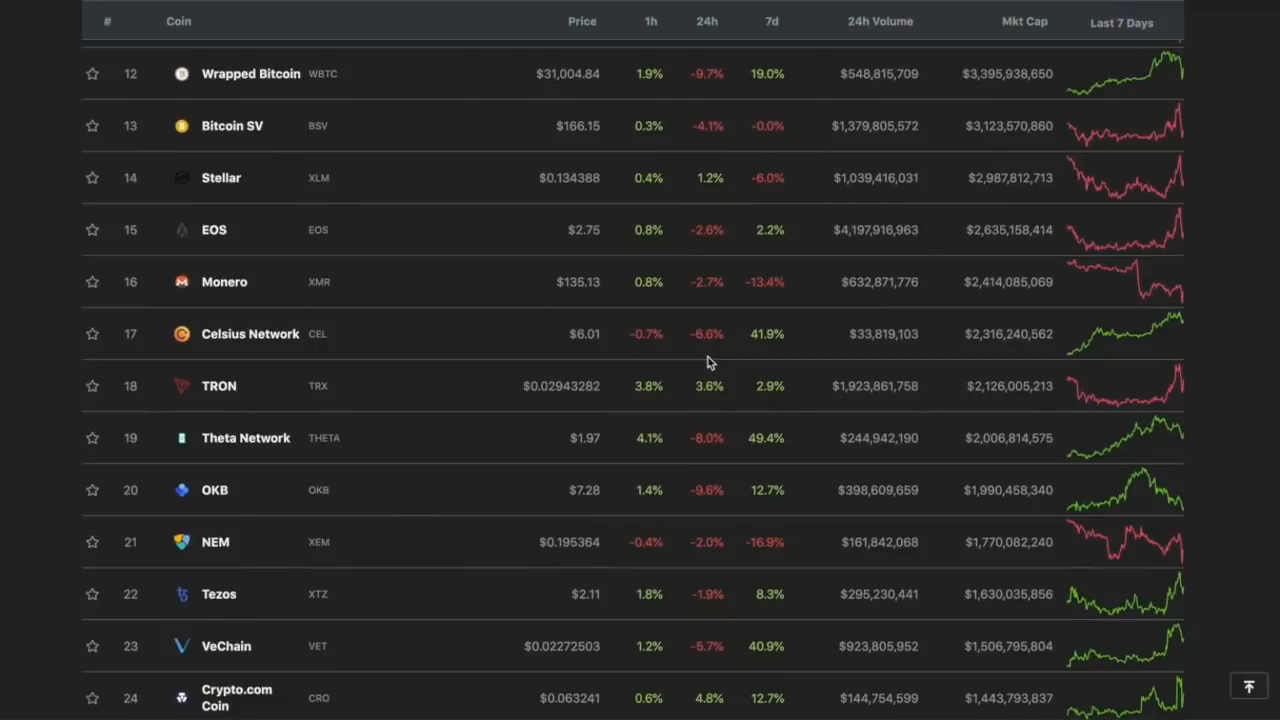 # Coin Price 1h 24h 7d 24h Volume Mkt Cap Last 7 Days
12 Wrapped Bitcoin WBTC $31,004.84 1.9% -9.7% 19.0% $548,815,709 $3,395,938,650
13 Bitcoin SV BSV $166.15 0.3% -4.1% -0.0% $1,379,805,572 $3,123,570,860
14 Stellar XLM $0.134388 0.4% 1.2% -6.0% $1,039,416,031 $2,987,812,713
15 EOS EOS $2.75 0.8% -2.6% 2.2% $4,197,916,963 $2,635,158,414
16 Monero XMR $135.13 0.8% -2.7% -13.4% $632,871,776 $2,414,085,069
17 Celsius Network CEL $6.01 -0.7% -6.6% 41.9% $33,819,103 $2,316,240,562
18 TRON TRX $0.02943282 3.8% 3.6% 2.9% $1,923,861,758 $2,126,005,213
19 Theta Network THETA $1.97 4.1% -8.0% 49.4% $244,942,190 $2,006,814,575
20 OKB OKB $7.28 1.4% -9.6% 12.7% $398,609,659 $1,990,458,340
21 NEM XEM $0.195364 -0.4% -2.0% -16.9% $161,842,068 $1,770,082,240
22 Tezos XTZ $2.11 1.8% -1.9% 8.3% $295,230,441 $1,630,035,856
23 VeChain VET $0.02272503 1.2% -5.7% 40.9% $923,805,952 $1,506,795,804
24 Crypto.com Coin CRO $0.063241 0.6% 4.8% 12.7% $144,754,599 $1,443,793,837